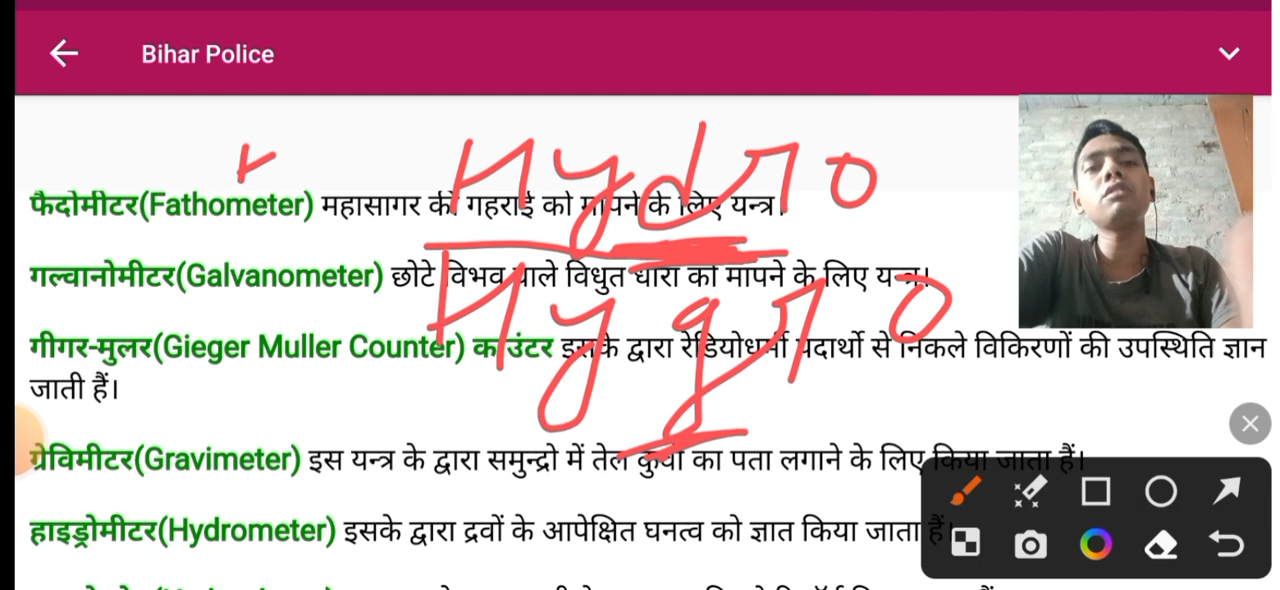 Bihar Police
Hydro
फैदोमीटर(Fathometer) महासागर की गहराई को मापने के लिए यन्त्र।
गल्वानोमीटर(Galvanometer) छोटे विभव वाले विधुत धारा को मापने के लिए यन्त्र।
Hygro
गीगर-मुलर(Gieger Muller Counter) काउंटर इसके द्वारा रेडियोधर्मी पदार्थो से निकले विकिरणों की उपस्थिति ज्ञान
जाती हैं।
ग्रेविमीटर(Gravimeter) इस यन्त्र के द्वारा समुन्द्रो में तेल कुओ का पता लगाने के लिए किया जाता हैं।
हाइड्रोमीटर(Hydrometer) इसके द्वारा द्रवों के आपेक्षित घनत्व को ज्ञात किया जाता हैं।